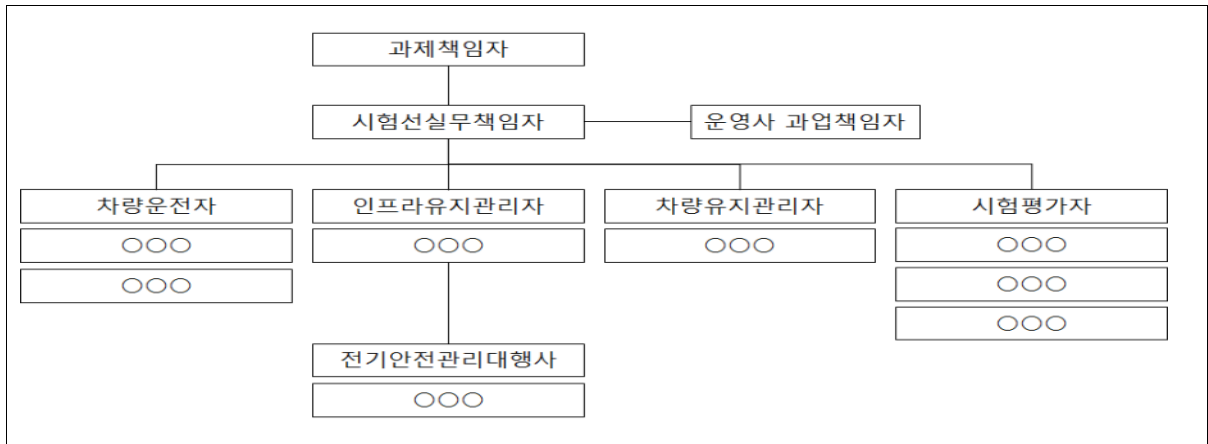 과제책임자
시험선실무책임자
운영사 과업책임자
차량운전자
인프라유지관리자
차량유지관리자
시험평가자
○○○
○○○
○○○
○○○
○○○
○○○
○○○
전기안전관리대행사
○○○